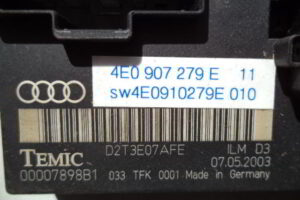 4E0 907 279 E 11
sw4E0910279E 010
D2T3E07AFE ILM D3
TEMIC 07.05.2003
00007898B1 033 TFK 0001 Made in Germany